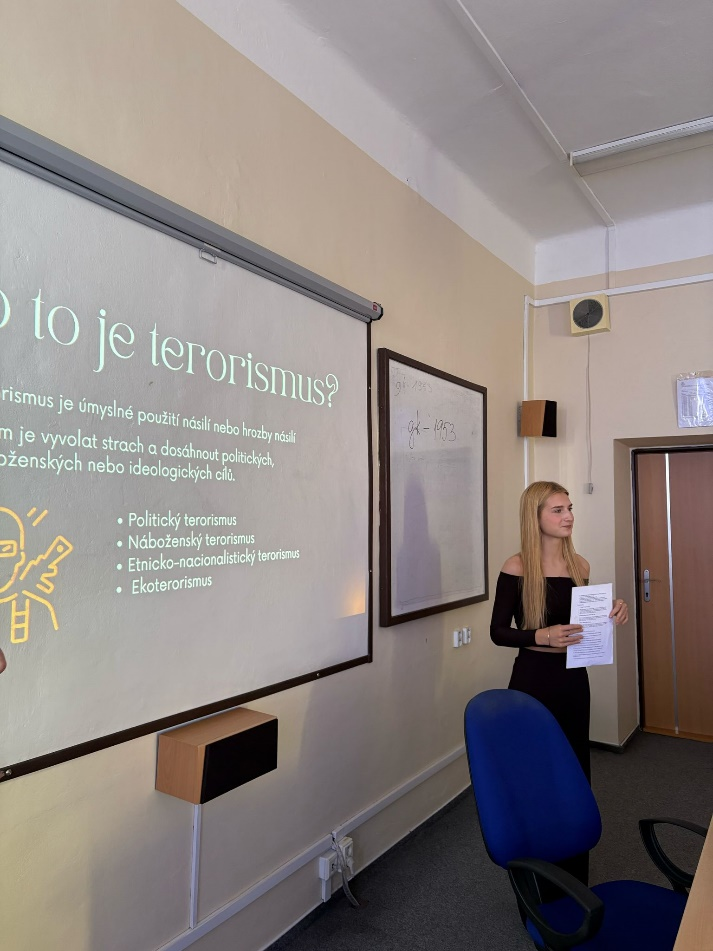 to je terorismus?
rismus je úmyslné použití násilí nebo hrozby násilí
m je vyvolat strach a dosáhnout politických,
oženských nebo ideologických cílů.
• Politický terorismus
• Náboženský terorismus
• Etnicko-nacionalistický terorismus
• Ekoterorismus
gk - 1953